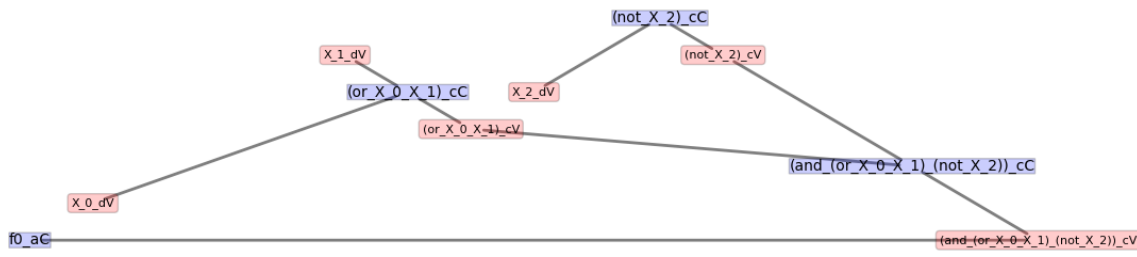 (not_X_2)_cC
X_1_dV
(not_X_2)_cV
(or_X_0_X_1)_cC
X_2_dV
(or_X_0_X_1)_cV
(and_(or_X_0_X_1)_(not_X_2))_cC
X_0_dV
f0_aC
(and_(or_X_0_X_1)_(not_X_2))_cV